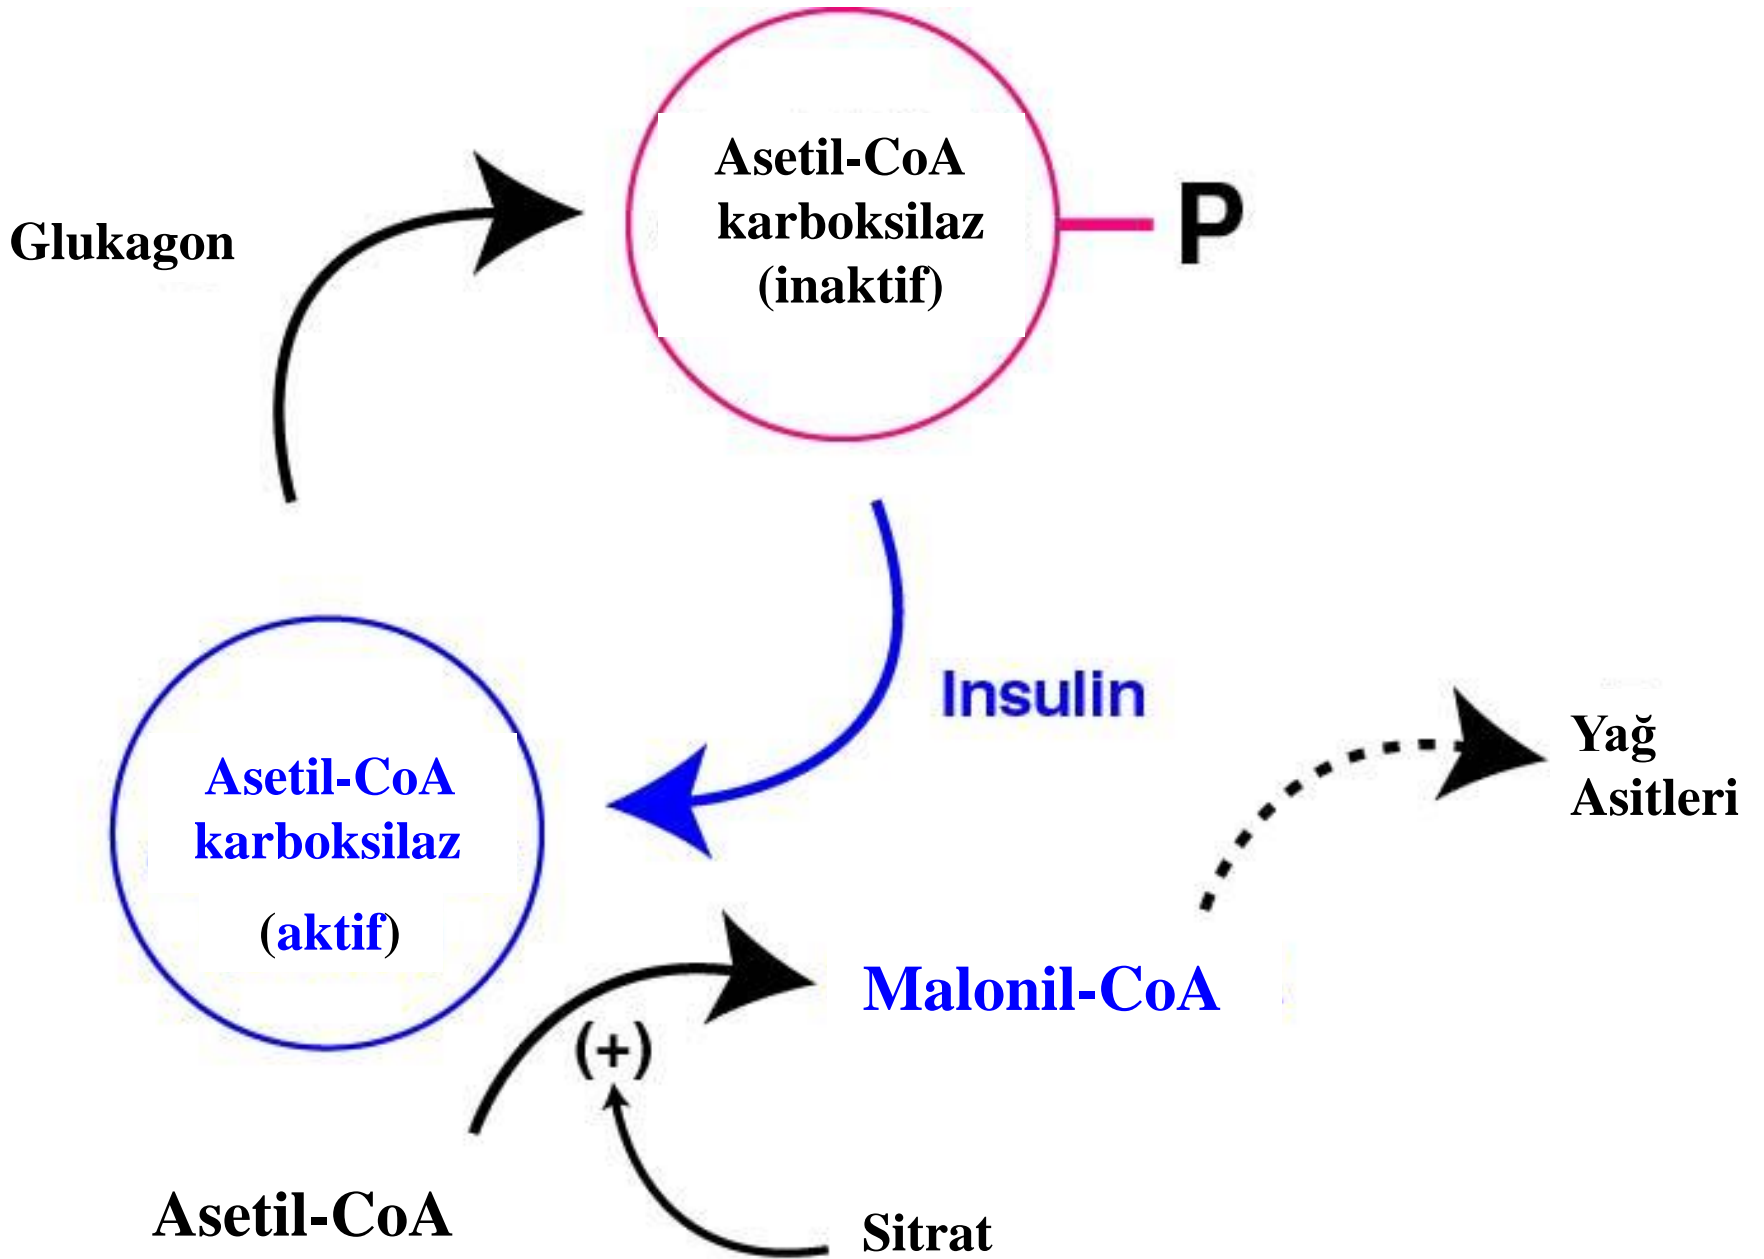 Asetil-CoA
karboksilaz
(inaktif)
P
Glukagon
Insulin
Asetil-CoA
karboksilaz
(aktif)
Yağ
Asitleri
Malonil-CoA
(+)
Asetil-CoA
Sitrat